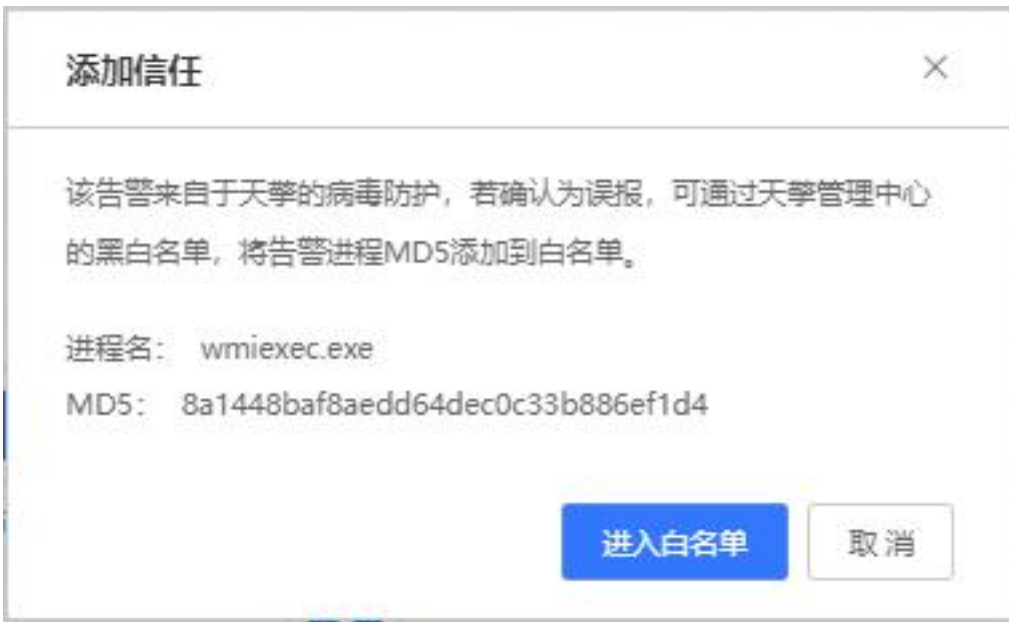 添加信任
该告警来自于天擎的病毒防护，若确认为误报，可通过天擎管理中心
的黑白名单，将告警进程MD5添加到白名单。
进程名： wmiexec.exe
MD5： 8a1448baf8aedd64dec0c33b886ef1d4
进入白名单
取消